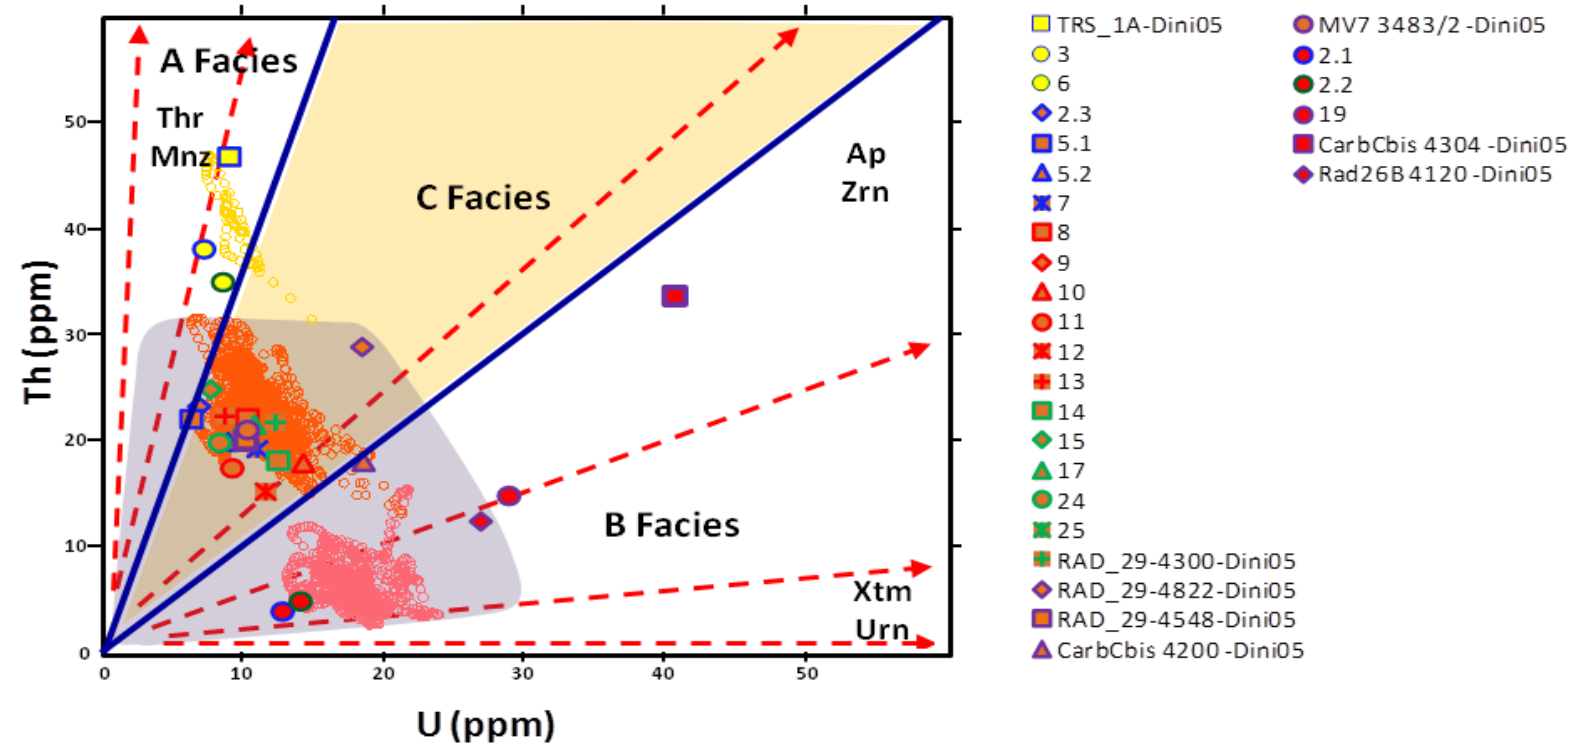 A Facies
Thr
Mnz
C Facies
Ap
Zrn
B Facies
Xtm
Urn
Th (ppm)
50
40
30
20
10
0
0
10
20
30
40
50
U (ppm)
TRS_1A-Dini05
3
6
2.3
5.1
5.2
7
8
9
10
11
12
13
14
15
17
24
25
RAD_29-4300-Dini05
RAD_29-4822-Dini05
RAD_29-4548-Dini05
CarbCbis 4200 -Dini05
MV7 3483/2 -Dini05
2.1
2.2
19
CarbCbis 4304 -Dini05
Rad26B 4120 -Dini05